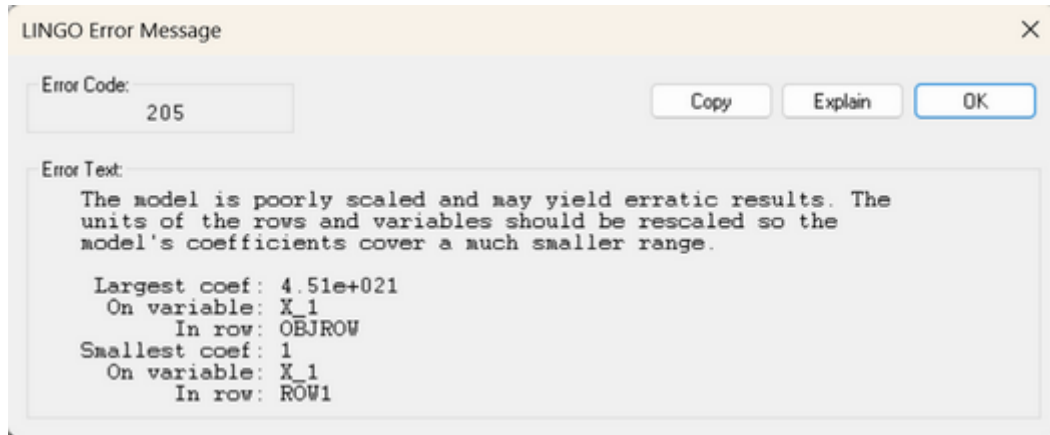 LINGO Error Message
Error Code:
205
Copy
Explain
OK
Error Text:
The model is poorly scaled and may yield erratic results. The
units of the rows and variables should be rescaled so the
model's coefficients cover a much smaller range.
Largest coef: 4.51e+021
On variable: X_1
In row: OBJROW
Smallest coef: 1
On variable: X_1
In row: ROW1